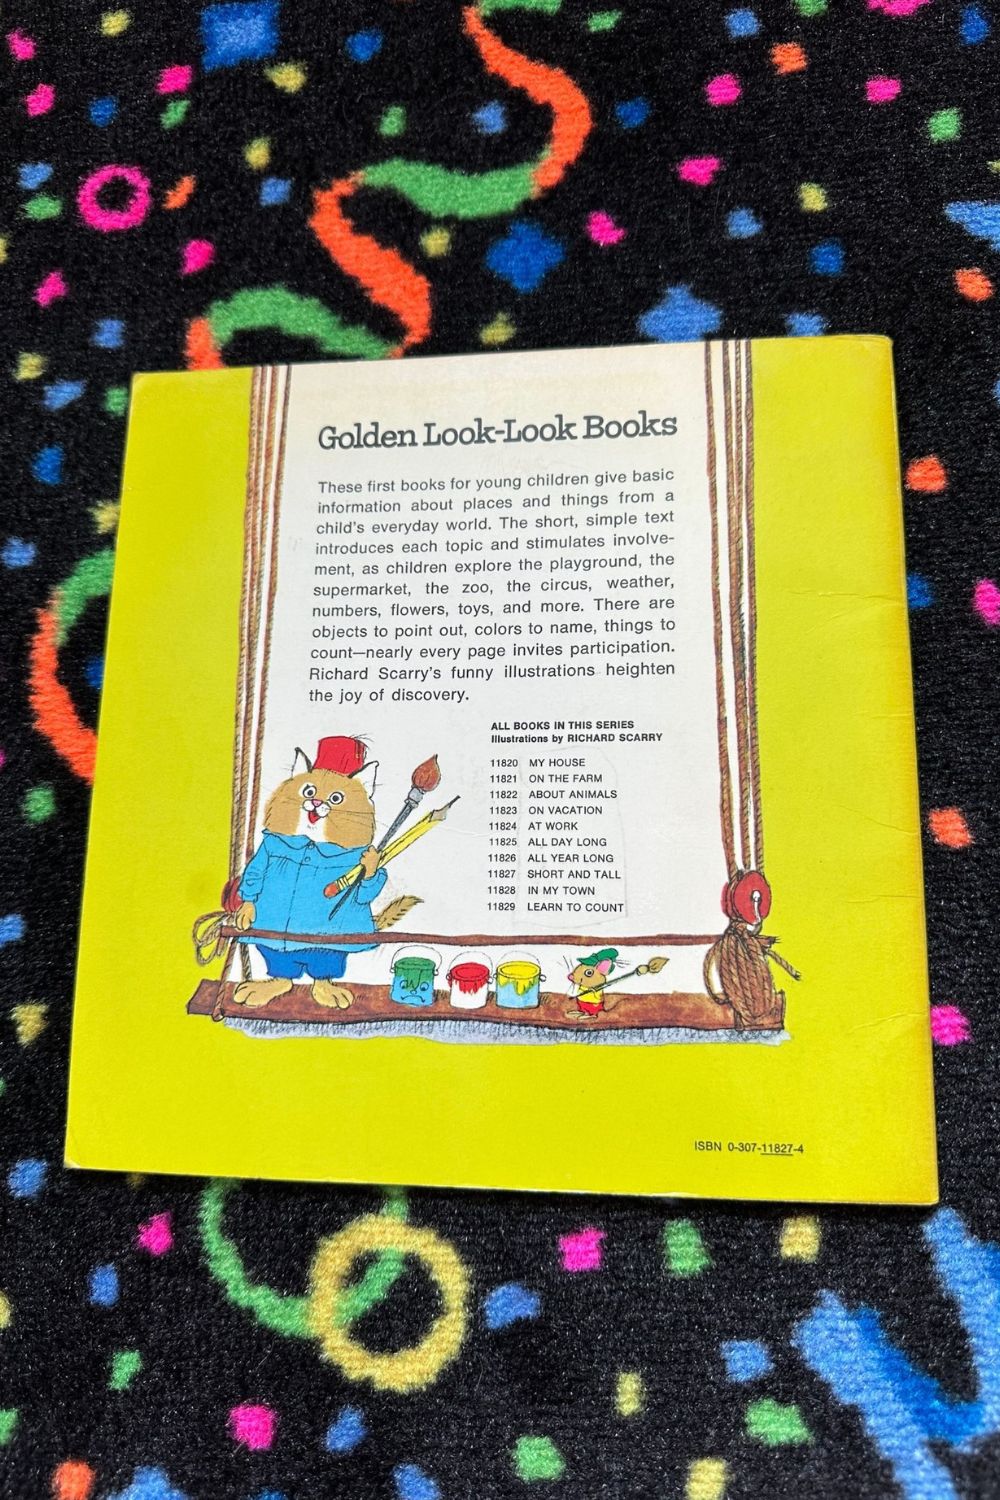 Golden Look-Look Books
These first books for young children give basic
information about places and things from a
child's everyday world. The short, simple text
introduces each topic and stimulates involve-
ment, as children explore the playground, the
supermarket, the zoo, the circus, weather,
numbers, flowers, toys, and more. There are
objects to point out, colors to name, things to
count—nearly every page invites participation.
Richard Scarry's funny illustrations heighten
the joy of discovery.
ALL BOOKS IN THIS SERIES
Illustrations by RICHARD SCARRY
11820 MY HOUSE
11821 ON THE FARM
11822 ABOUT ANIMALS
11823 ON VACATION
11824 AT WORK
11825 ALL DAY LONG
11826 ALL YEAR LONG
11827 SHORT AND TALL
11828 IN MY TOWN
11829 LEARN TO COUNT
ISBN 0-307-11827-4